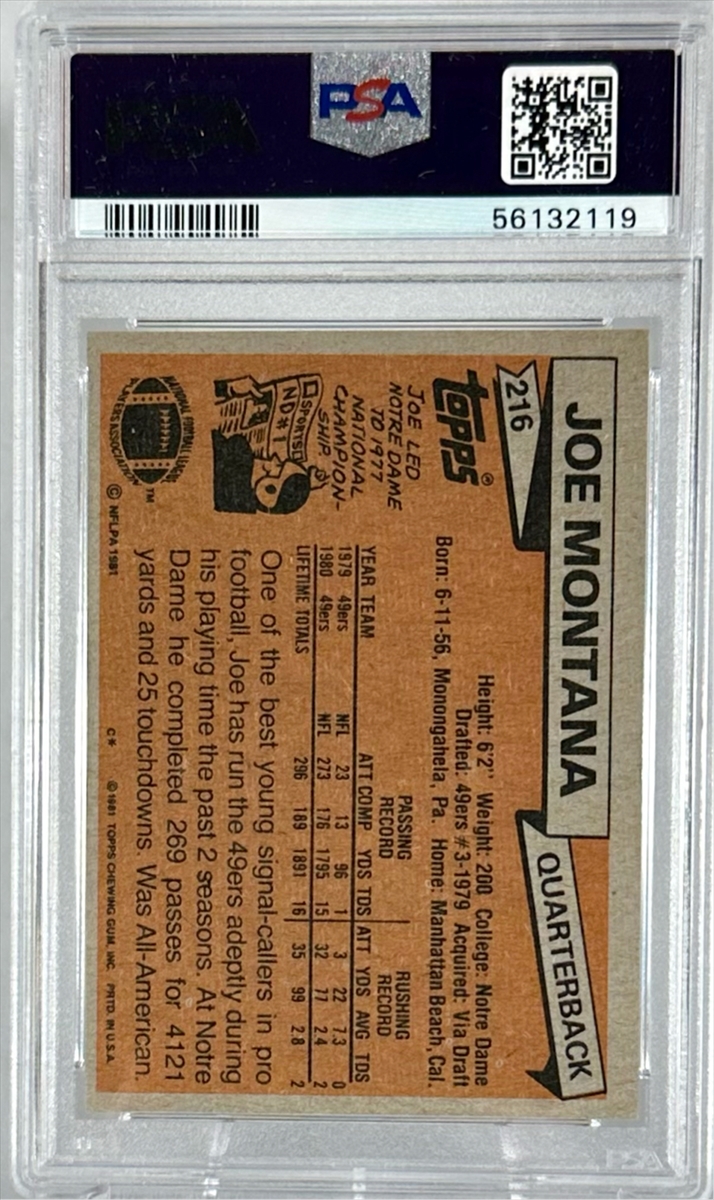 PSA
56132119
216
JOE MONTANA
QUARTERBACK
topps®
Height: 6'2" Weight: 200 College: Notre Dame
Drafted: 49ers #3-1979 Acquired: Via Draft
Born: 6-11-56, Monongahela, Pa. Home: Manhattan Beach, Cal.
JOE LED
NOTRE DAME
TO 1977
NATIONAL
CHAMPION-
SHIP.
SPORTS
ND #1
PASSING RECORD RUSHING RECORD
YEAR TEAM ATT COMP YDS TDS ATT YDS AVG TDS
1979 49ers NFL 23 13 96 1 3 22 7.3 0
1980 49ers NFL 273 176 1795 15 32 77 2.4 2
LIFETIME TOTALS 296 189 1891 16 35 99 2.8 2
One of the best young signal-callers in pro
football, Joe has run the 49ers adeptly during
his playing time the past 2 seasons. At Notre
Dame he completed 269 passes for 4121
yards and 25 touchdowns. Was All-American.
NATIONAL FOOTBALL LEAGUE
PLAYERS ASSOCIATION
TM
© NFLPA 1981
C* © 1981 TOPPS CHEWING GUM, INC. PRTD. IN U.S.A.
PSA